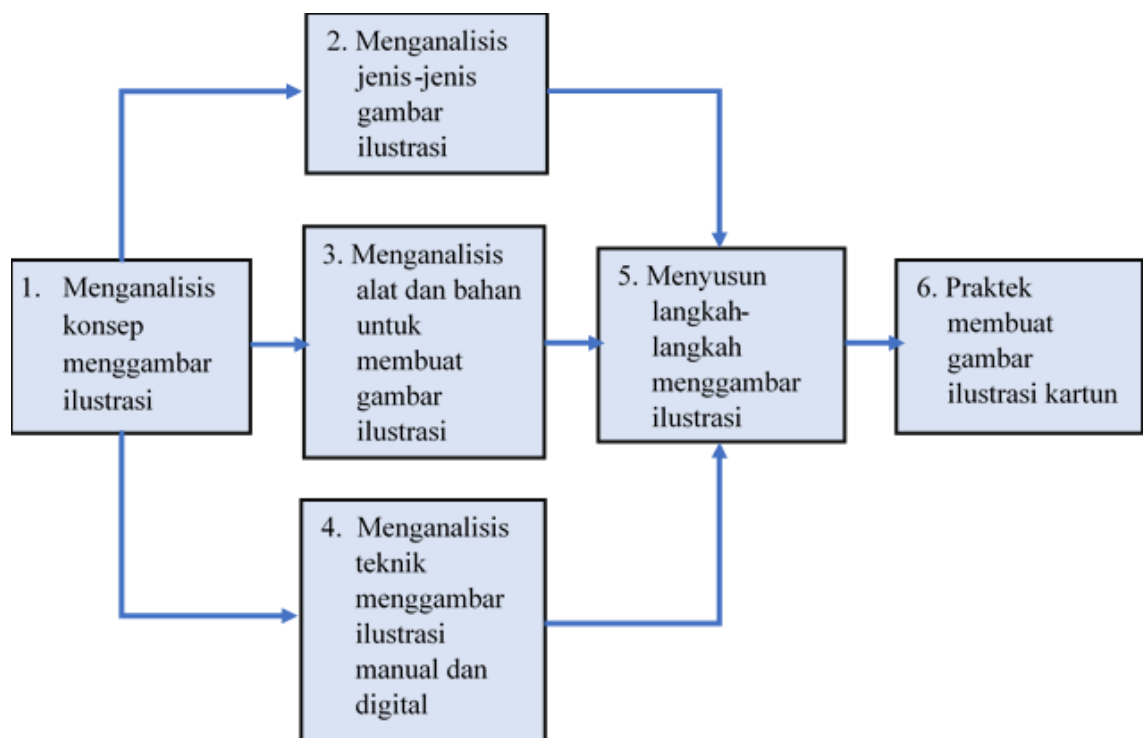 2. Menganalisis
jenis-jenis
gambar
ilustrasi
1. Menganalisis
konsep
menggambar
ilustrasi
3. Menganalisis
alat dan bahan
untuk
membuat
gambar
ilustrasi
4. Menganalisis
teknik
menggambar
ilustrasi
manual dan
digital
5. Menyusun
langkah-
langkah
menggambar
ilustrasi
6. Praktek
membuat
gambar
ilustrasi kartun